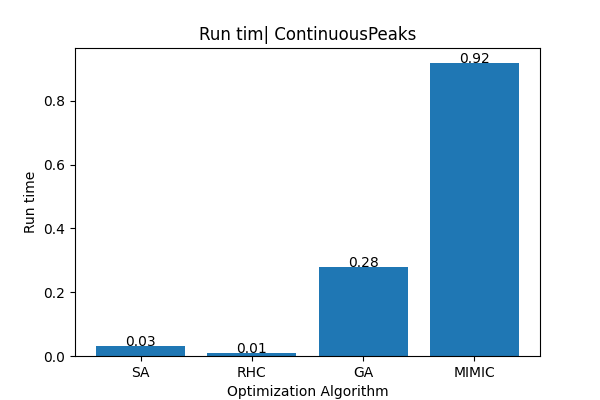 Run tim| ContinuousPeaks
Run time
0.8
0.6
0.4
0.2
0.0
0.03
0.01
0.28
0.92
SA
RHC
GA
MIMIC
Optimization Algorithm